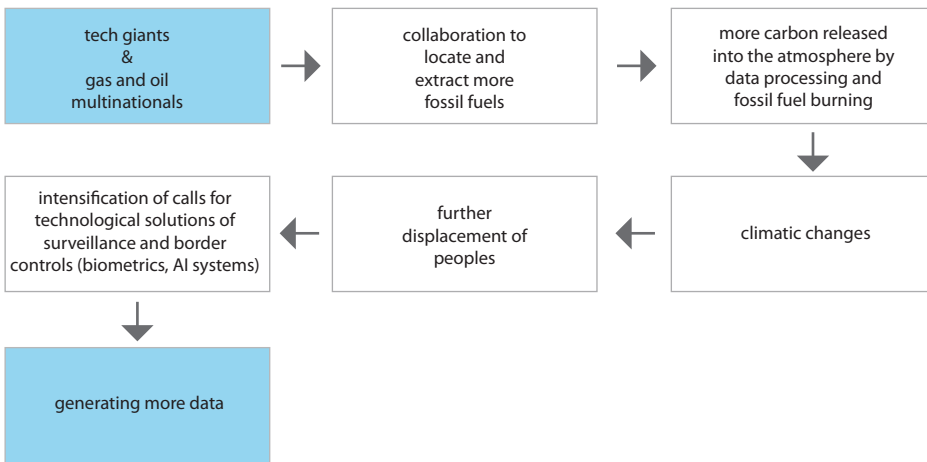 tech giants
&
gas and oil
multinationals
collaboration to
locate and
extract more
fossil fuels
more carbon released
into the atmosphere by
data processing and
fossil fuel burning
climatic changes
further
displacement of
peoples
intensification of calls for
technological solutions of
surveillance and border
controls (biometrics, AI systems)
generating more data